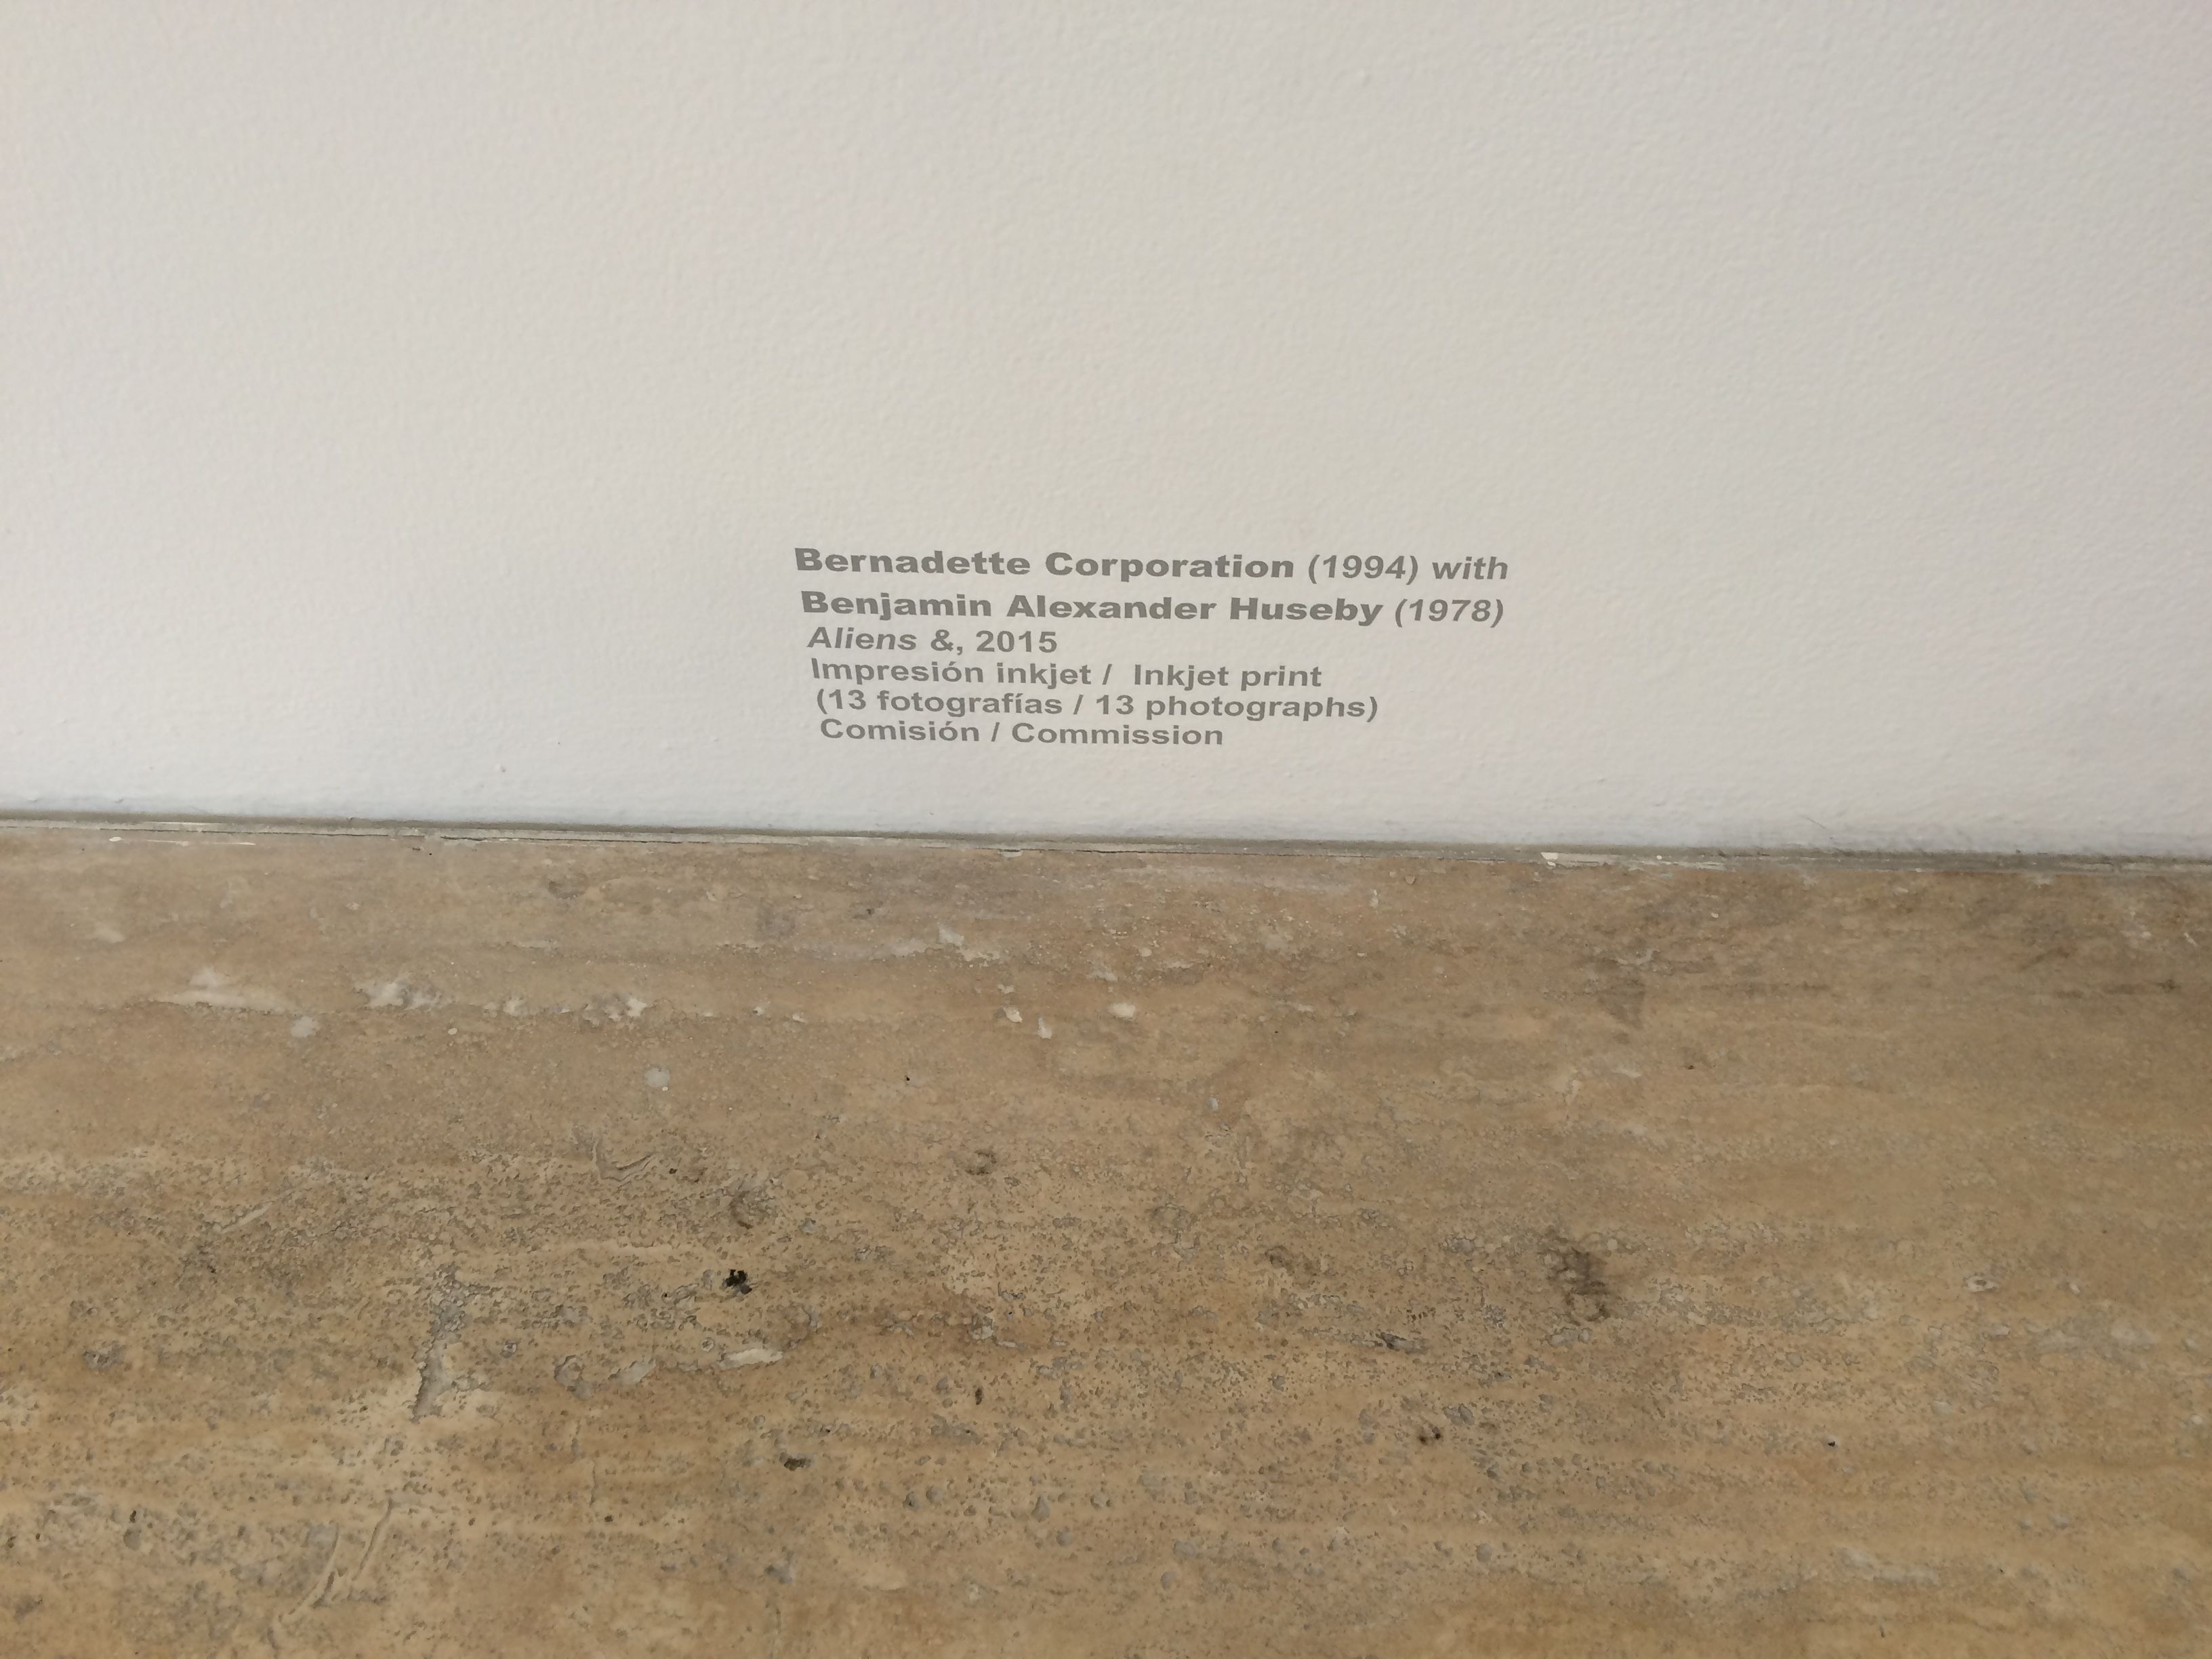 Bernadette Corporation (1994) with
Benjamin Alexander Huseby (1978)
Aliens &, 2015
Impresión inkjet / Inkjet print
(13 fotografías / 13 photographs)
Comisión / Commission